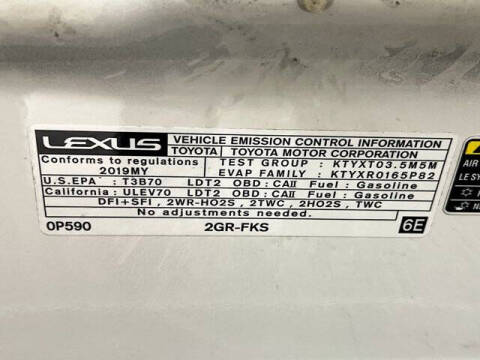 LEXUS VEHICLE EMISSION CONTROL INFORMATION
TOYOTA TOYOTA MOTOR CORPORATION
Conforms to regulations TEST GROUP : KTYXT03.5M5M
2019MY EVAP FAMILY : KTYXR0165P82
U.S.EPA : T3B70 LDT2 OBD : CAII Fuel : Gasoline
California : ULEV70 LDT2 OBD : CAII Fuel : Gasoline
DFI+SFI , 2WR-HO2S , 2TWC , 2HO2S , TWC
No adjustments needed.
0P590 2GR-FKS 6E
AIR